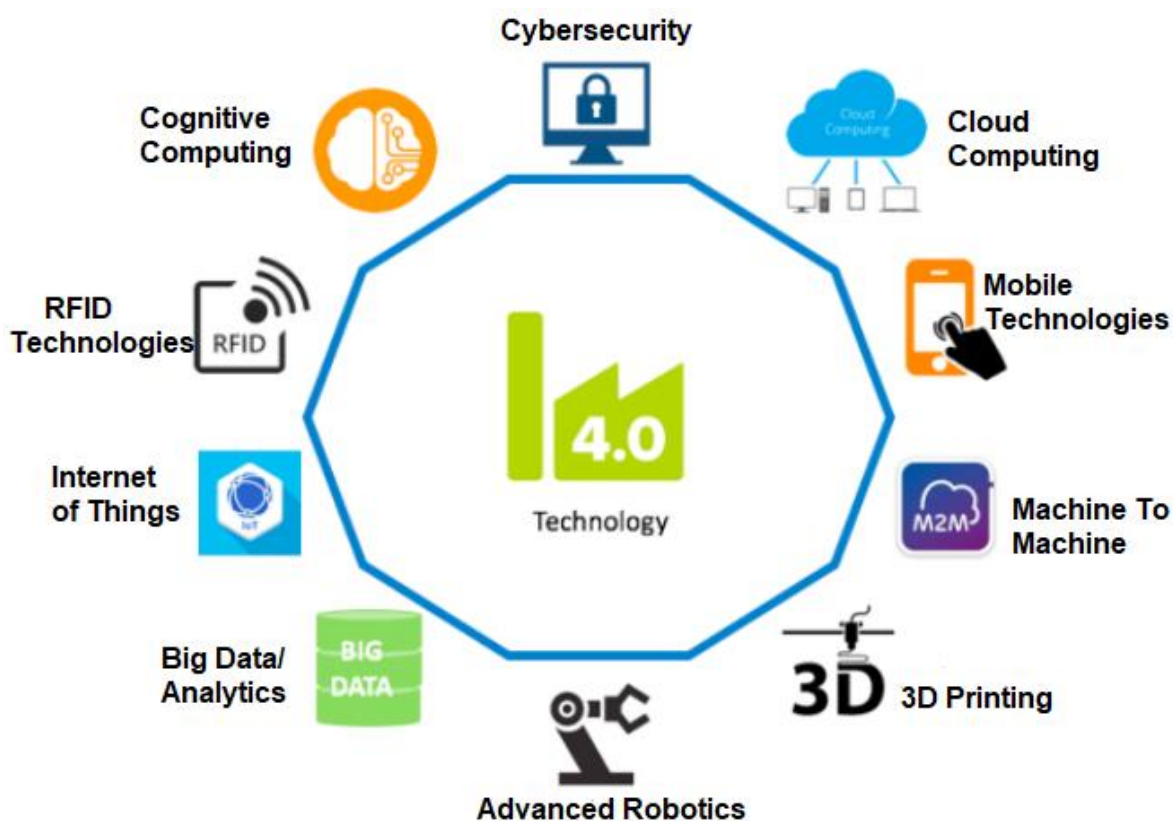 Cybersecurity
Cognitive
Computing
Cloud
Computing
Cloud
Computing
RFID
Technologies
RFID
Mobile
Technologies
4.0
Technology
Internet
of Things
IoT
M2M
Machine To
Machine
Big Data/
Analytics
BIG
DATA
3D
3D Printing
Advanced Robotics